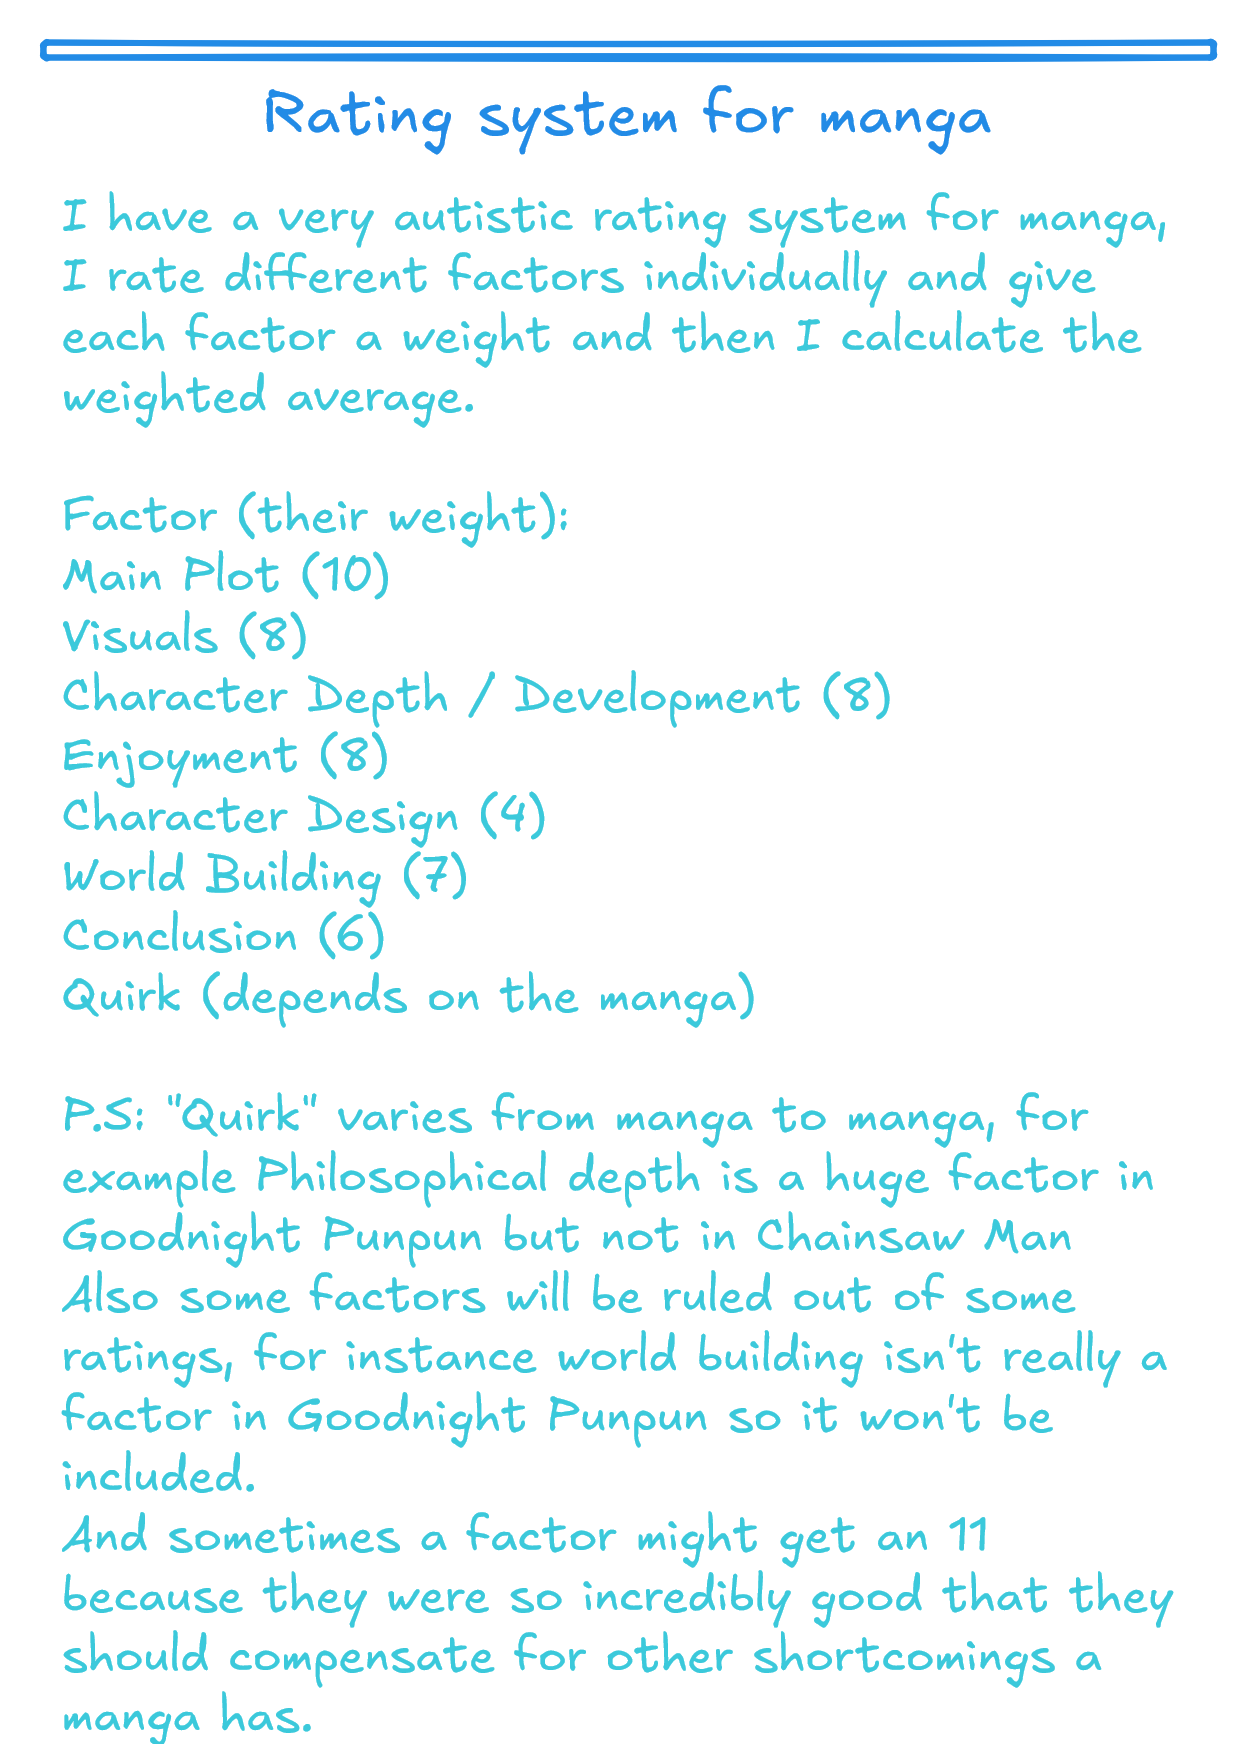 Rating system for manga
I have a very autistic rating system for manga,
I rate different factors individually and give
each factor a weight and then I calculate the
weighted average.
Factor (their weight):
Main Plot (10)
Visuals (8)
Character Depth / Development (8)
Enjoyment (8)
Character Design (4)
World Building (7)
Conclusion (6)
Quirk (depends on the manga)
P.S: "Quirk" varies from manga to manga, for
example Philosophical depth is a huge factor in
Goodnight Punpun but not in Chainsaw Man
Also some factors will be ruled out of some
ratings, for instance world building isn't really a
factor in Goodnight Punpun so it won't be
included.
And sometimes a factor might get an 11
because they were so incredibly good that they
should compensate for other shortcomings a
manga has.